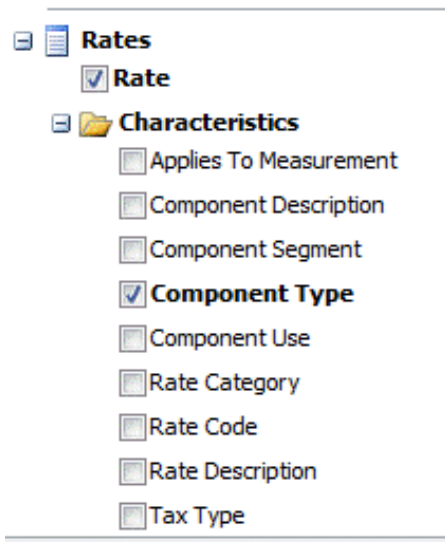 Rates
Rate
Characteristics
Applies To Measurement
Component Description
Component Segment
Component Type
Component Use
Rate Category
Rate Code
Rate Description
Tax Type